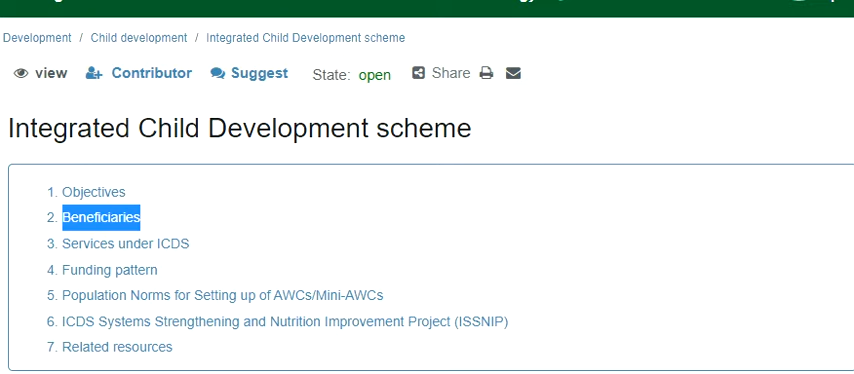 Development / Child development / Integrated Child Development scheme
view Contributor Suggest State: open Share
Integrated Child Development scheme
1. Objectives
2. Beneficiaries
3. Services under ICDS
4. Funding pattern
5. Population Norms for Setting up of AWCs/Mini-AWCs
6. ICDS Systems Strengthening and Nutrition Improvement Project (ISSNIP)
7. Related resources